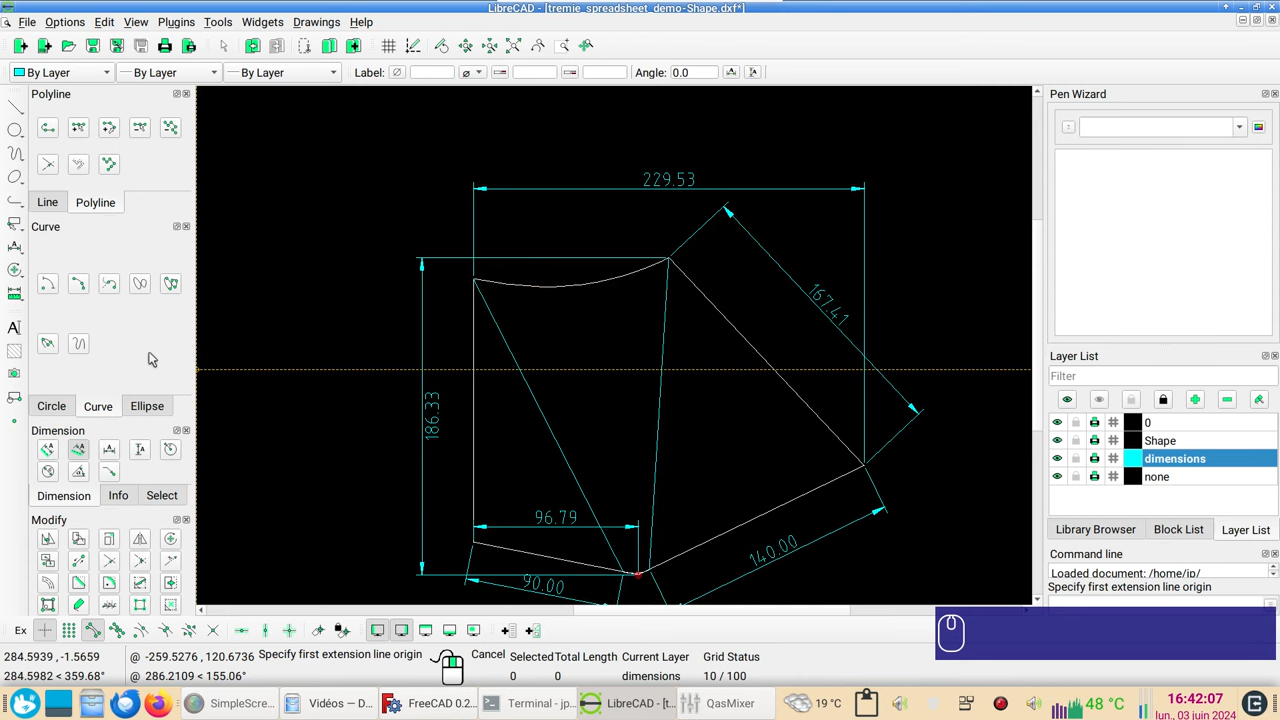 LibreCAD - [tremie_spreadsheet_demo-Shape.dxf*]
File Options Edit View Plugins Tools Widgets Drawings Help
By Layer By Layer By Layer Label: Angle: 0.0
Polyline
Line Polyline
Curve
Circle Curve Ellipse
Dimension
Dimension Info Select
Modify
229.53
167.41
186.33
96.79
90.00
140.00
Pen Wizard
Layer List
Filter
0
Shape
dimensions
none
Library Browser Block List Layer List
Command line
Loaded document: /home/jp/
Specify first extension line origin
Ex
284.5939 , -1.5659 @ -259.5276 , 120.6736 Specify first extension line origin Cancel Selected Total Length Current Layer Grid Status
284.5982 < 359.68° @ 286.2109 < 155.06° 0 0 dimensions 10 / 100
SimpleScre... Vidéos — D... FreeCAD 0.2... Terminal - jp... LibreCAD - [t... QasMixer 19 °C 48 °C 16:42:07
lun, 03 juin 2024